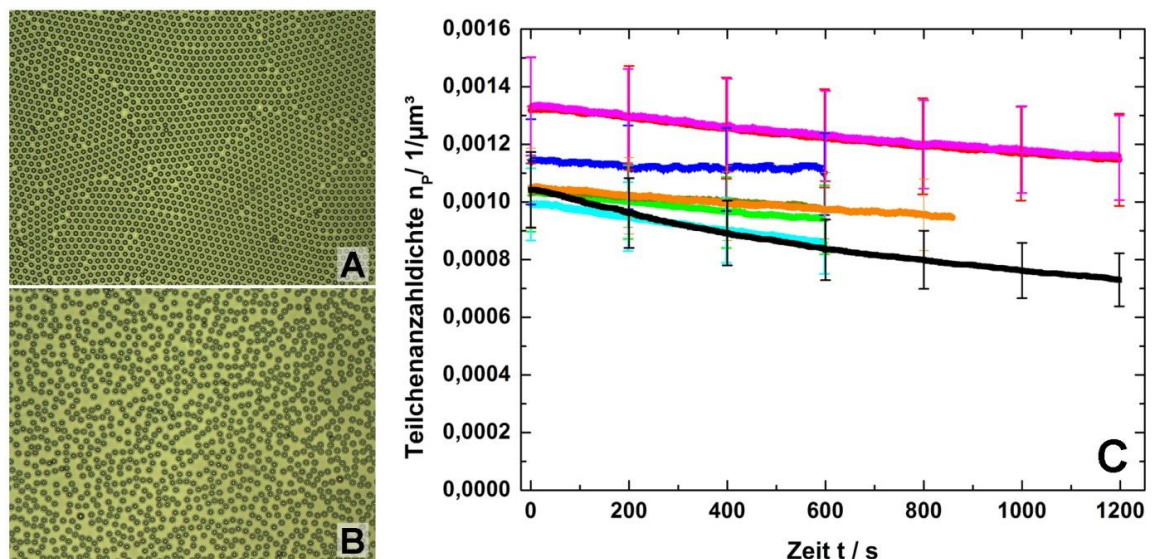 A
B
C
Teilchenanzahldichte nₚ/ 1/µm³
0,0016
0,0014
0,0012
0,0010
0,0008
0,0006
0,0004
0,0002
0,0000
0 200 400 600 800 1000 1200
Zeit t / s